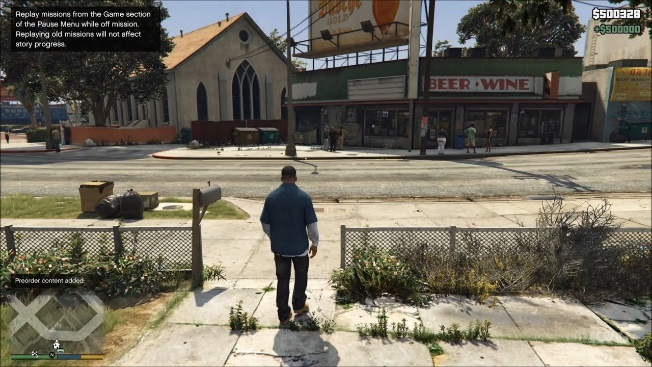 Replay missions from the Game section
of the Pause Menu while off mission.
Replaying old missions will not affect
story progress.
$500328
+$500000
GOLD
BEER WINE
Preorder content added.
N